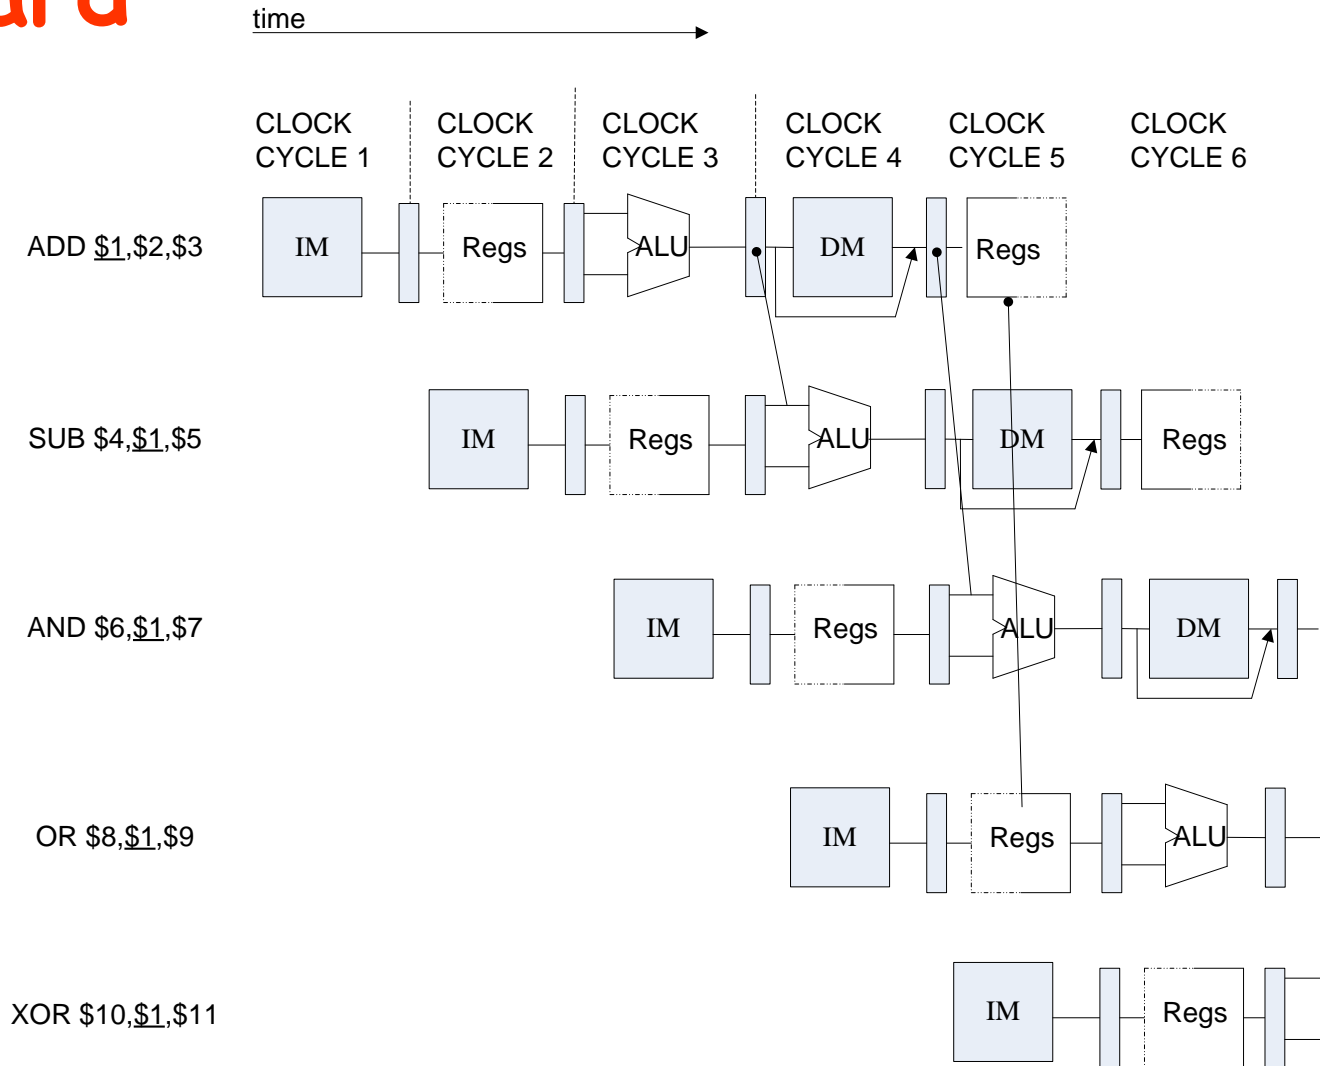 time
CLOCK CLOCK CLOCK CLOCK CLOCK CLOCK
CYCLE 1 CYCLE 2 CYCLE 3 CYCLE 4 CYCLE 5 CYCLE 6
ADD $1,$2,$3 IM Regs ALU DM Regs
SUB $4,$1,$5 IM Regs ALU DM Regs
AND $6,$1,$7 IM Regs ALU DM
OR $8,$1,$9 IM Regs ALU
XOR $10,$1,$11 IM Regs